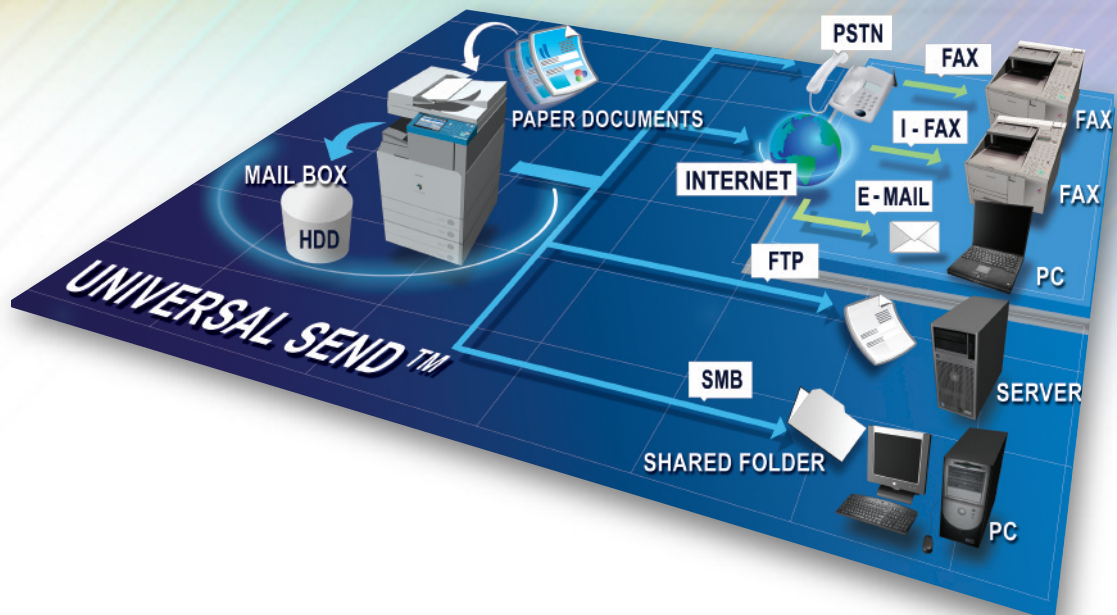 PSTN
FAX
FAX
PAPER DOCUMENTS
I - FAX
MAIL BOX
INTERNET
FAX
E - MAIL
HDD
FTP
PC
UNIVERSAL SEND™
SMB
SERVER
SHARED FOLDER
PC